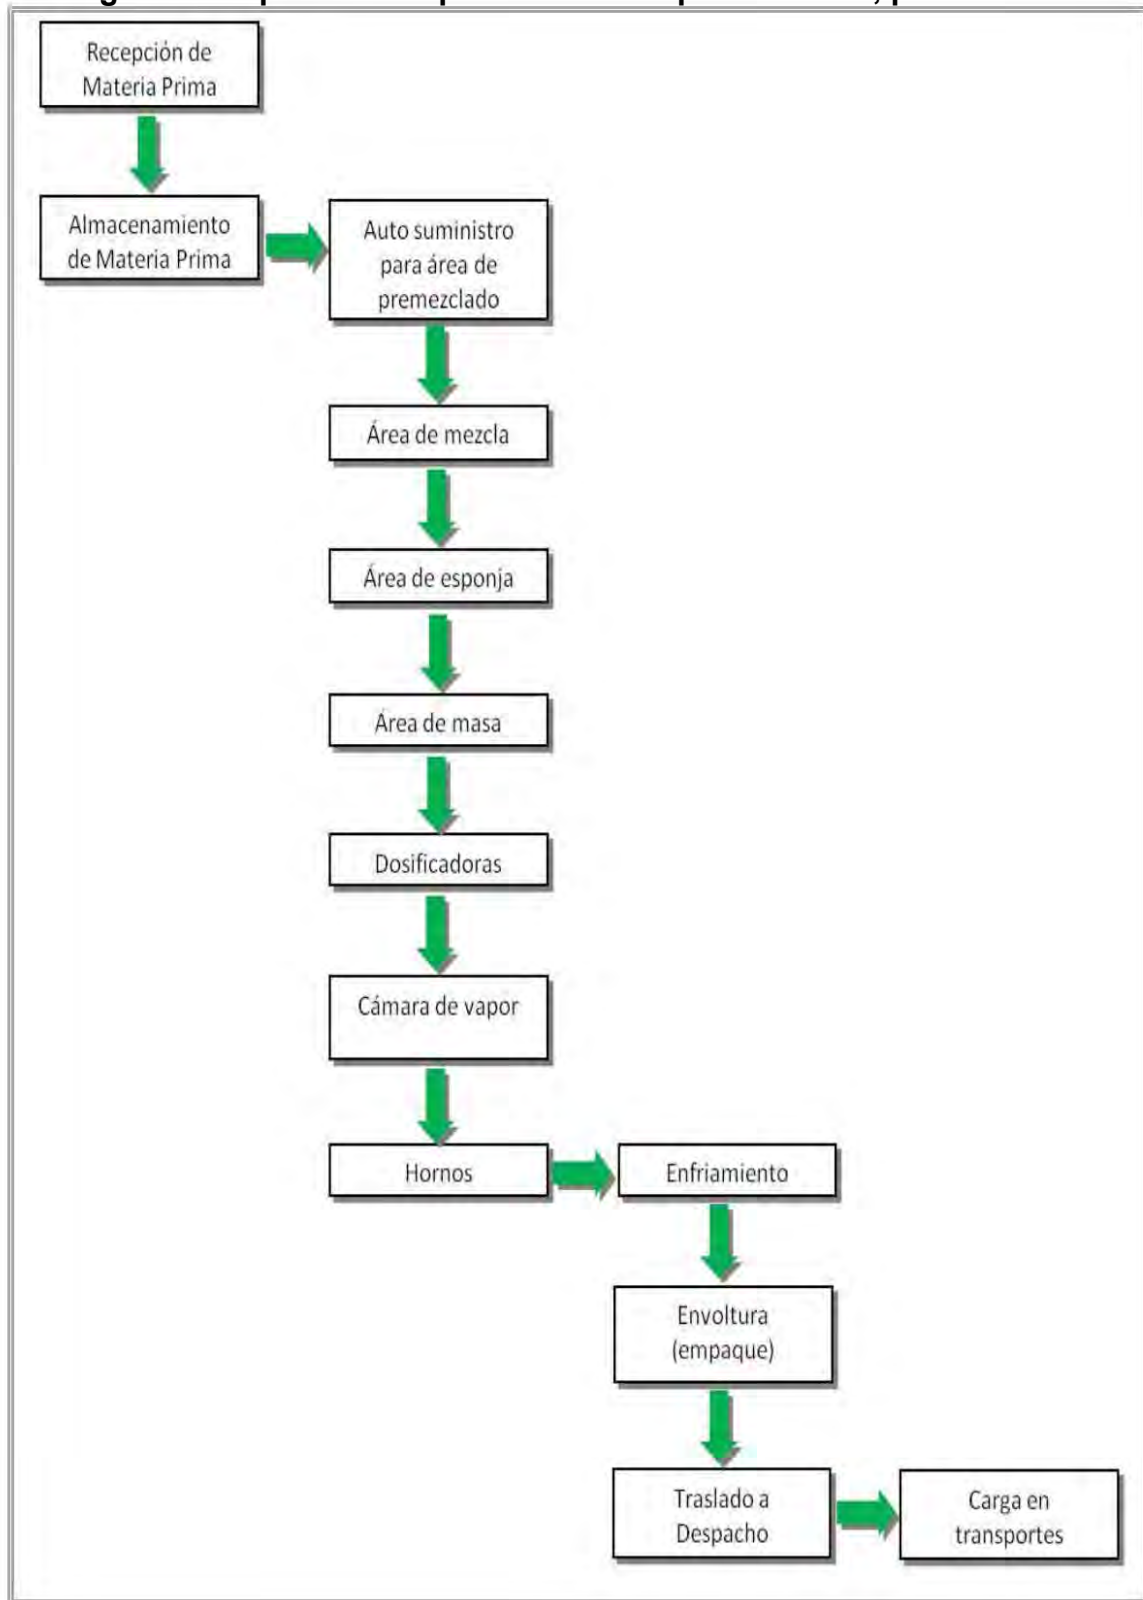 Recepción de
Materia Prima
Almacenamiento
de Materia Prima
Auto suministro
para área de
premezclado
Área de mezcla
Área de esponja
Área de masa
Dosificadoras
Cámara de vapor
Hornos
Enfriamiento
Envoltura
(empaque)
Traslado a
Despacho
Carga en
transportes